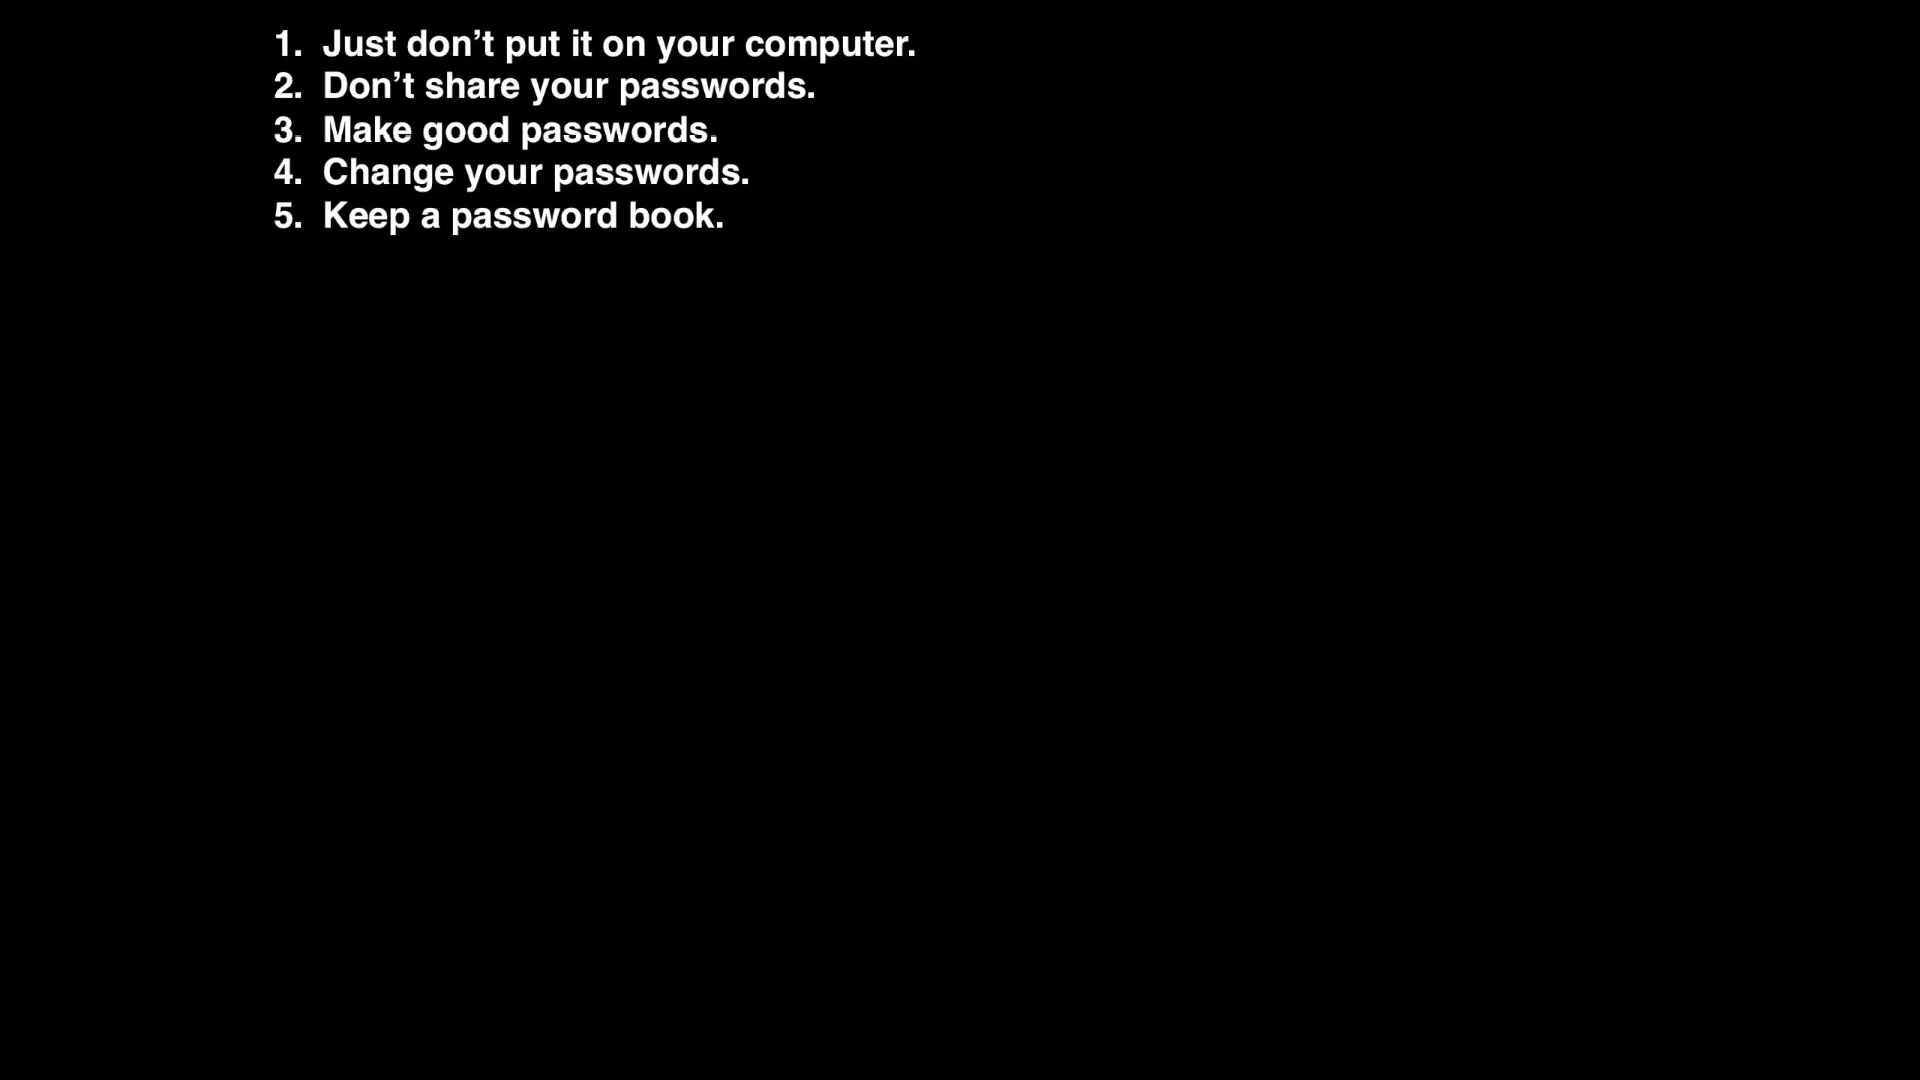 1. Just don’t put it on your computer.
2. Don’t share your passwords.
3. Make good passwords.
4. Change your passwords.
5. Keep a password book.